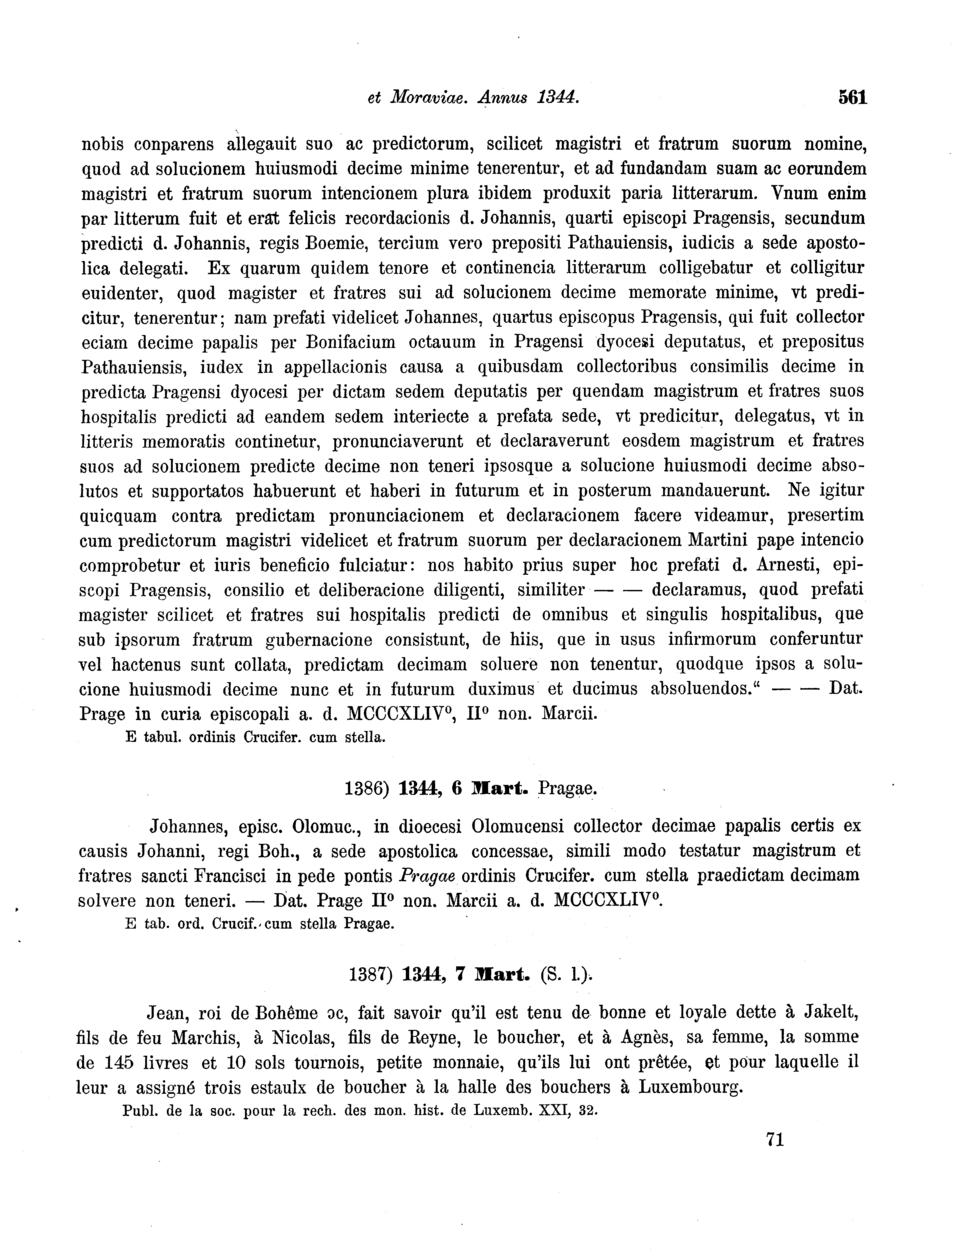 et Moraviae. Annus 1344. 561
nobis conparens allegauit suo ac predictorum, scilicet magistri et fratrum suorum nomine,
quod ad solucionem huiusmodi decime minime tenerentur, et ad fundandam suam ac eorundem
magistri et fratrum suorum intencionem plura ibidem produxit paria litterarum. Vnum enim
par litterum fuit et erat felicis recordacionis d. Johannis, quarti episcopi Pragensis, secundum
predicti d. Johannis, regis Boemie, tercium vero prepositi Pathauiensis, iudicis a sede aposto-
lica delegati. Ex quarum quidem tenore et continencia litterarum colligebatur et colligitur
euidenter, quod magister et fratres sui ad solucionem decime memorate minime, vt predi-
citur, tenerentur; nam prefati videlicet Johannes, quartus episcopus Pragensis, qui fuit collector
eciam decime papalis per Bonifacium octauum in Pragensi dyocesi deputatus, et prepositus
Pathauiensis, iudex in appellacionis causa a quibusdam collectoribus consimilis decime in
predicta Pragensi dyocesi per dictam sedem deputatis per quendam magistrum et fratres suos
hospitalis predicti ad eandem sedem interiecte a prefata sede, vt predicitur, delegatus, vt in
litteris memoratis continetur, pronunciaverunt et declaraverunt eosdem magistrum et fratres
suos ad solucionem predicte decime non teneri ipsosque a solucione huiusmodi decime abso-
lutos et supportatos habuerunt et haberi in futurum et in posterum mandauerunt. Ne igitur
quicquam contra predictam pronunciacionem et declaracionem facere videamur, presertim
cum predictorum magistri videlicet et fratrum suorum per declaracionem Martini pape intencio
comprobetur et iuris beneficio fulciatur: nos habito prius super hoc prefati d. Arnesti, epi-
scopi Pragensis, consilio et deliberacione diligenti, similiter — — declaramus, quod prefati
magister scilicet et fratres sui hospitalis predicti de omnibus et singulis hospitalibus, que
sub ipsorum fratrum gubernacione consistunt, de hiis, que in usus infirmorum conferuntur
vel hactenus sunt collata, predictam decimam soluere non tenentur, quodque ipsos a solu-
cione huiusmodi decime nunc et in futurum duximus et ducimus absoluendos.“ — — Dat.
Prage in curia episcopali a. d. MCCCXLIV⁰, II⁰ non. Marcii.
E tabul. ordinis Crucifer. cum stella.
1386) 1344, 6 Mart. Pragae.
Johannes, episc. Olomuc., in dioecesi Olomucensi collector decimae papalis certis ex
causis Johanni, regi Boh., a sede apostolica concessae, simili modo testatur magistrum et
fratres sancti Francisci in pede pontis Pragae ordinis Crucifer. cum stella praedictam decimam
solvere non teneri. — Dat. Prage II⁰ non. Marcii a. d. MCCCXLIV⁰.
E tab. ord. Crucif. cum stella Pragae.
1387) 1344, 7 Mart. (S. l.).
Jean, roi de Bohême ɔc, fait savoir qu'il est tenu de bonne et loyale dette à Jakelt,
fils de feu Marchis, à Nicolas, fils de Reyne, le boucher, et à Agnès, sa femme, la somme
de 145 livres et 10 sols tournois, petite monnaie, qu'ils lui ont prêtée, et pour laquelle il
leur a assigné trois estaulx de boucher à la halle des bouchers à Luxembourg.
Publ. de la soc. pour la rech. des mon. hist. de Luxemb. XXI, 32.
71